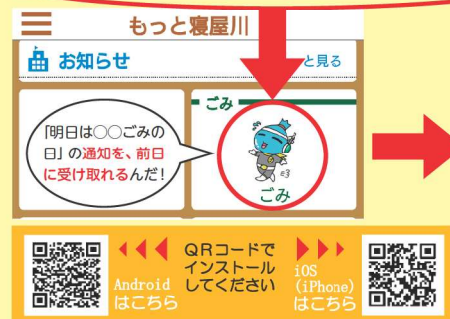 もっと寝屋川
お知らせ
と見る
ごみ
「明日は○○ごみの
日」の通知を、前日
に受け取れるんだ!
ごみ
QRコードで
インストール
してください
Android
はこちら
iOS
(iPhone)
はこちら